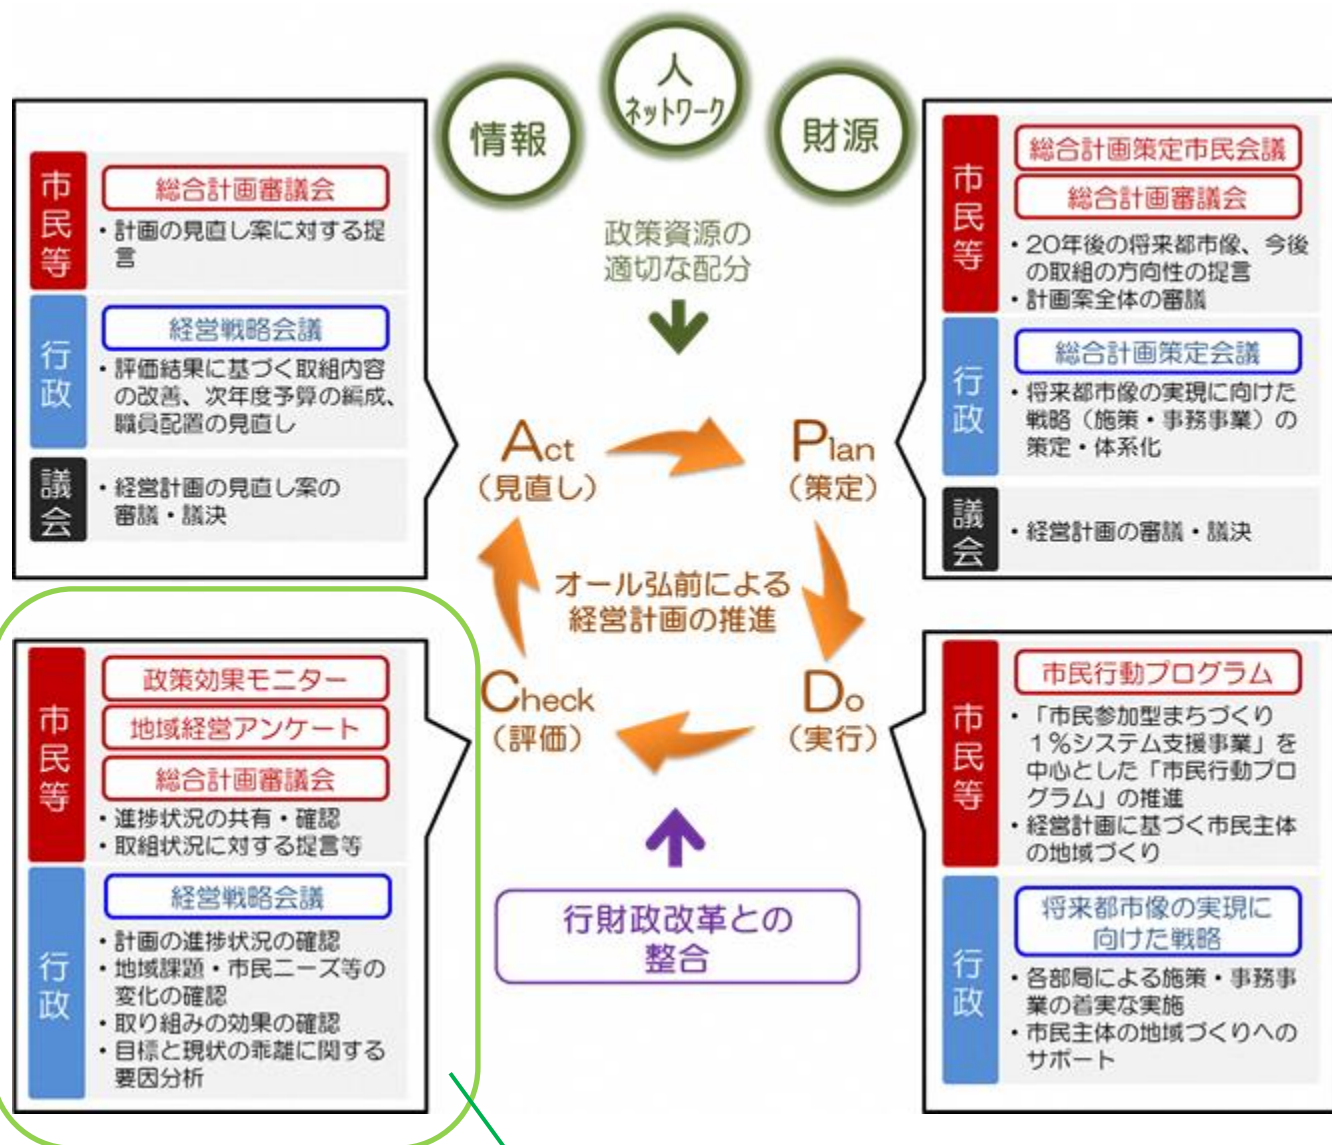 人
ネットワーク
情報
財源
政策資源の
適切な配分
市民等
総合計画審議会
・計画の見直し案に対する提
言
行政
経営戦略会議
・評価結果に基づく取組内容
の改善、次年度予算の編成、
職員配置の見直し
議会
・経営計画の見直し案の
審議・議決
市民等
総合計画策定市民会議
総合計画審議会
・20年後の将来都市像、今後
の取組の方向性の提言
・計画案全体の審議
行政
総合計画策定会議
・将来都市像の実現に向けた
戦略（施策・事務事業）の
策定・体系化
議会
・経営計画の審議・議決
Act
（見直し）
Plan
（策定）
オール弘前による
経営計画の推進
Check
（評価）
Do
（実行）
市民等
政策効果モニター
地域経営アンケート
総合計画審議会
・進捗状況の共有・確認
・取組状況に対する提言等
行政
経営戦略会議
・計画の進捗状況の確認
・地域課題・市民ニーズ等の
変化の確認
・取り組みの効果の確認
・目標と現状の乖離に関する
要因分析
行財政改革との
整合
市民等
市民行動プログラム
・「市民参加型まちづくり
１％システム支援事業」を
中心とした「市民行動プロ
グラム」の推進
・経営計画に基づく市民主体
の地域づくり
行政
将来都市像の実現に
向けた戦略
・各部局による施策・事務事
業の着実な実施
・市民主体の地域づくりへの
サポート